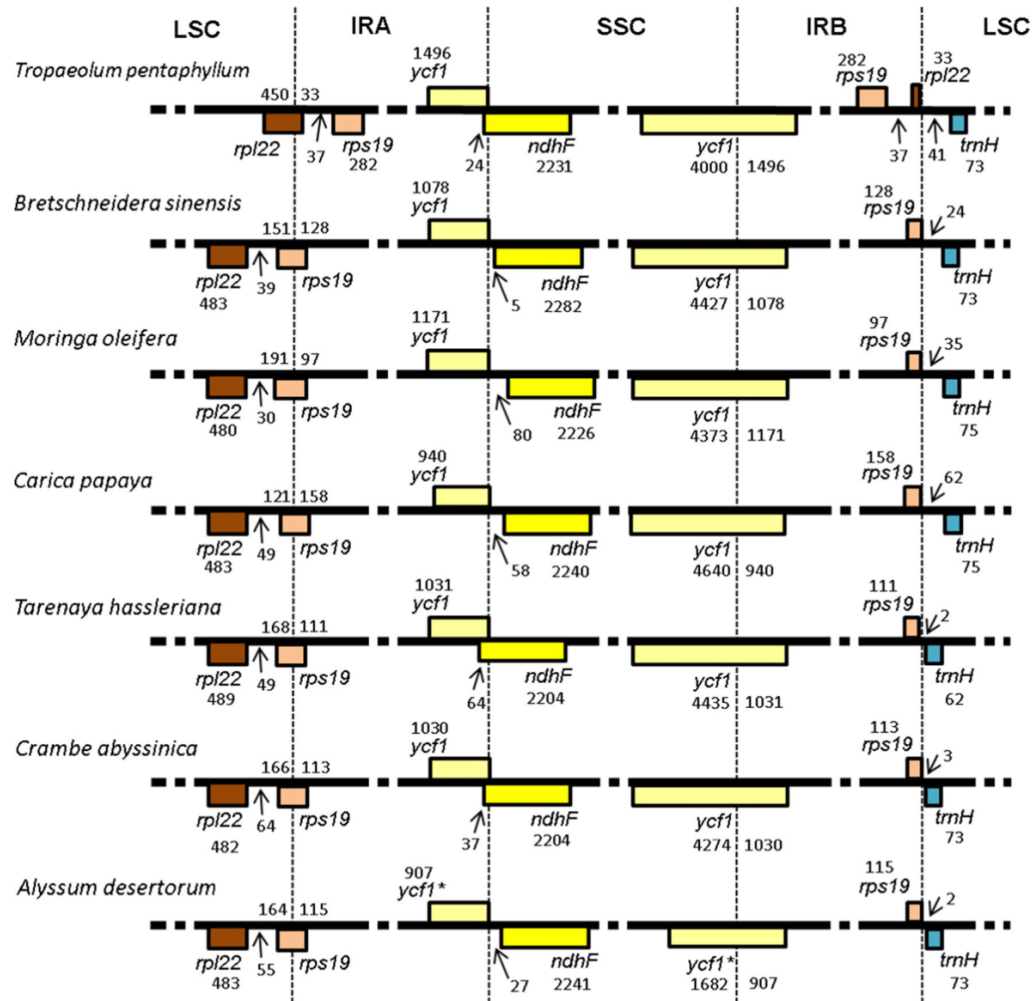 LSC IRA SSC IRB LSC
Tropaeolum pentaphyllum
1496
ycf1
282
rps19
33
rpl22
450 33
rpl22
37
rps19
282
24
ndhF
2231
ycf1
4000 1496
37
41
trnH
73
Bretschneidera sinensis
1078
ycf1
128
rps19
24
151 128
rpl22
483
39
rps19
5
ndhF
2282
ycf1
4427 1078
trnH
73
Moringa oleifera
1171
ycf1
97
rps19
35
191 97
rpl22
480
30
rps19
80
ndhF
2226
ycf1
4373 1171
trnH
75
Carica papaya
940
ycf1
158
rps19
62
121 158
rpl22
483
49
rps19
58
ndhF
2240
ycf1
4640 940
trnH
75
Tarenaya hassleriana
1031
ycf1
111
rps19
2
168 111
rpl22
489
49
rps19
64
ndhF
2204
ycf1
4435 1031
trnH
62
Crambe abyssinica
1030
ycf1
113
rps19
3
166 113
rpl22
482
64
rps19
37
ndhF
2204
ycf1
4274 1030
trnH
73
Alyssum desertorum
907
ycf1*
115
rps19
2
164 115
rpl22
483
55
rps19
27
ndhF
2241
ycf1*
1682 907
trnH
73